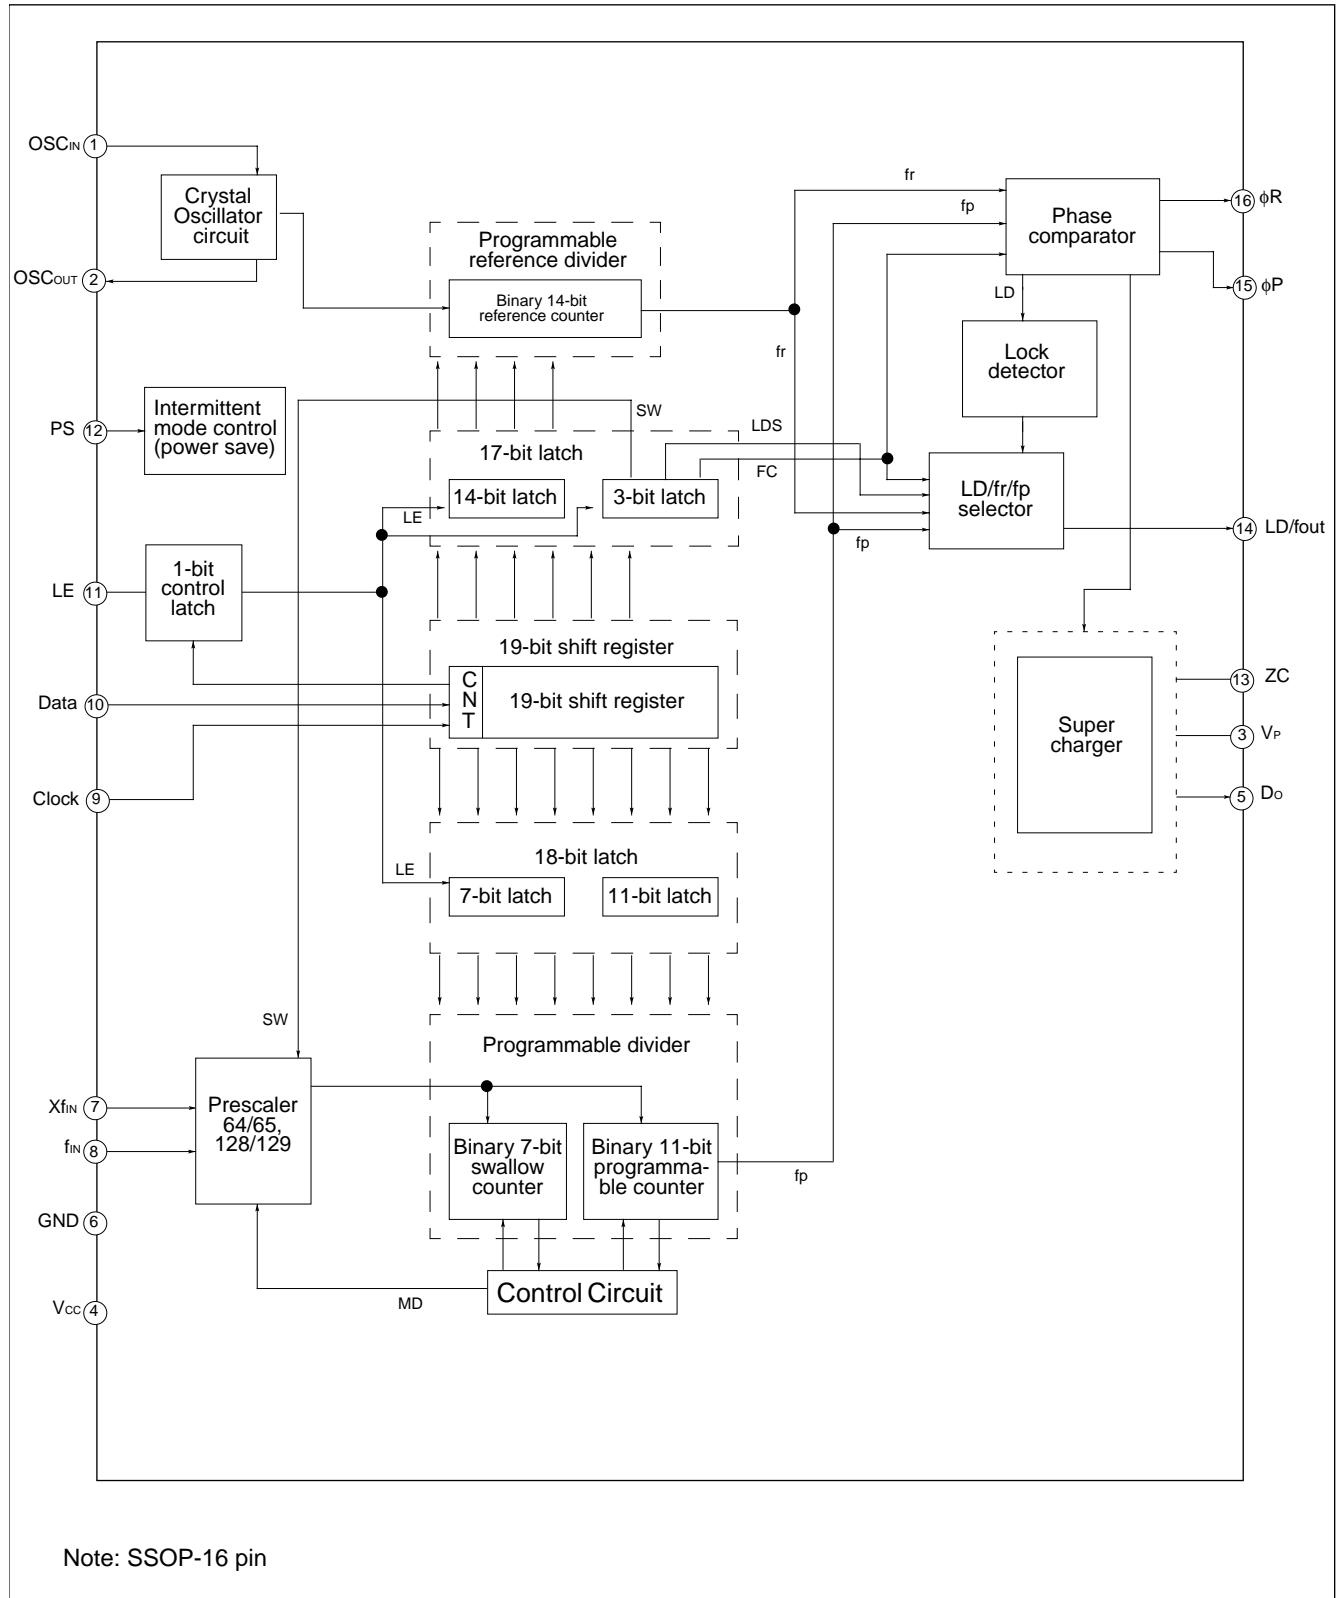 fr
OSCIN 1
Crystal
Oscillator
circuit
fp
Phase
comparator
16 ϕR
Programmable
reference divider
OSCOUT 2
15 ϕP
Binary 14-bit
reference counter
LD
fr
Lock
detector
PS 12
Intermittent
mode control
(power save)
SW
LDS
17-bit latch
FC
14-bit latch
3-bit latch
LE
LD/fr/fp
selector
fp
14 LD/fout
LE 11
1-bit
control
latch
19-bit shift register
C
N
T
19-bit shift register
Data 10
13 ZC
Super
charger
3 VP
Clock 9
5 DO
18-bit latch
LE
7-bit latch
11-bit latch
SW
Programmable divider
XfIN 7
fIN 8
Prescaler
64/65,
128/129
Binary 7-bit
swallow
counter
Binary 11-bit
programma-
ble counter
fp
GND 6
Control Circuit
MD
VCC 4
Note: SSOP-16 pin